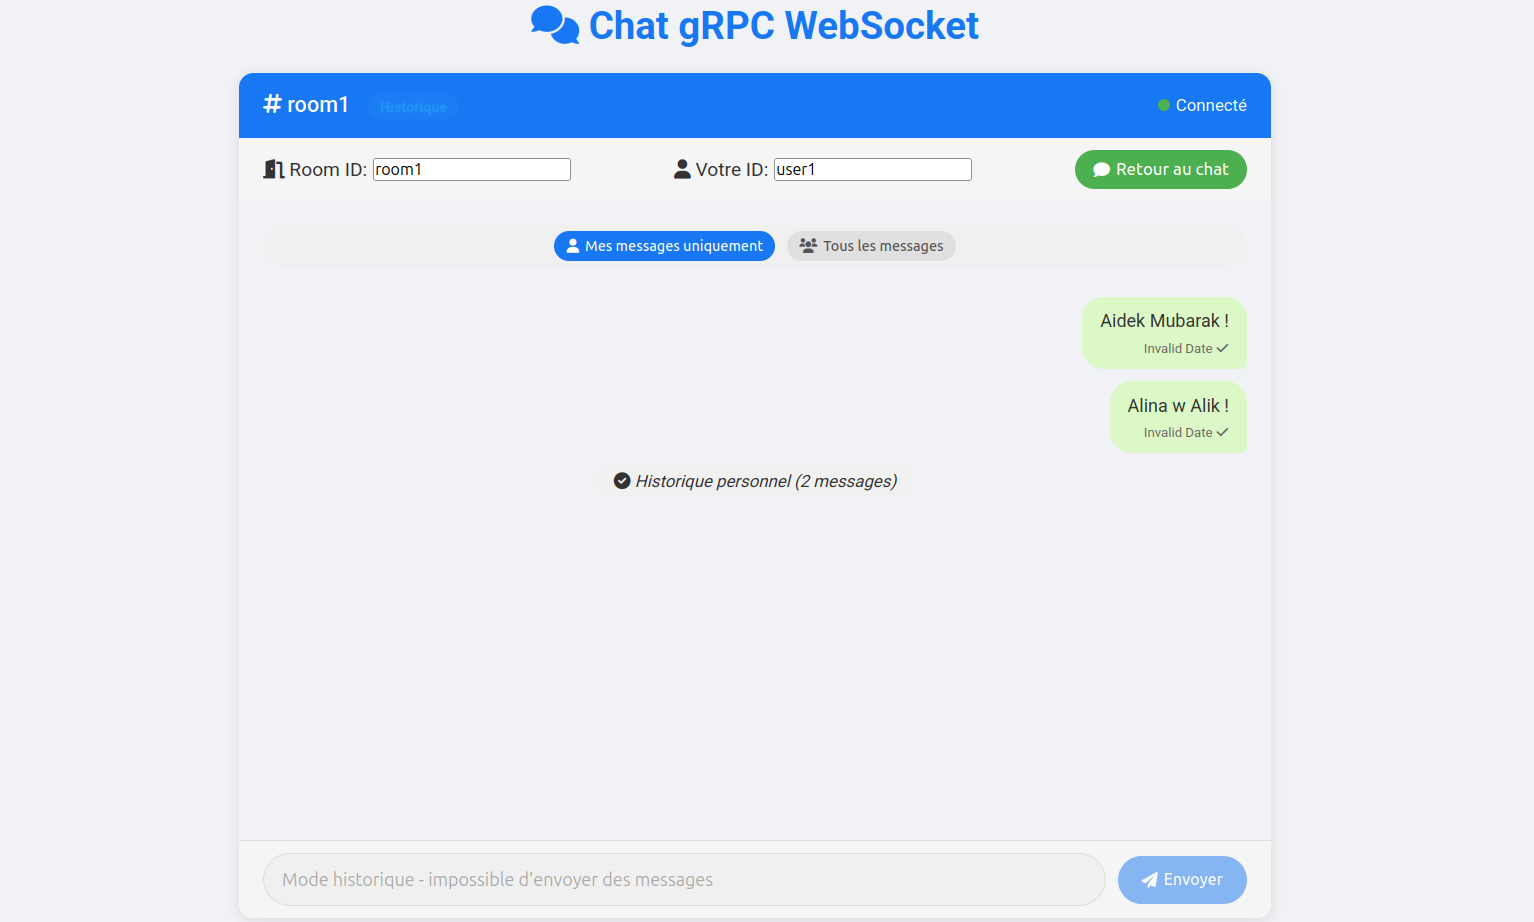 Chat gRPC WebSocket
# room1 Historique Connecté
Room ID: room1 Votre ID: user1 Retour au chat
Mes messages uniquement Tous les messages
Aidek Mubarak !
Invalid Date
Alina w Alik !
Invalid Date
Historique personnel (2 messages)
Mode historique - impossible d'envoyer des messages Envoyer